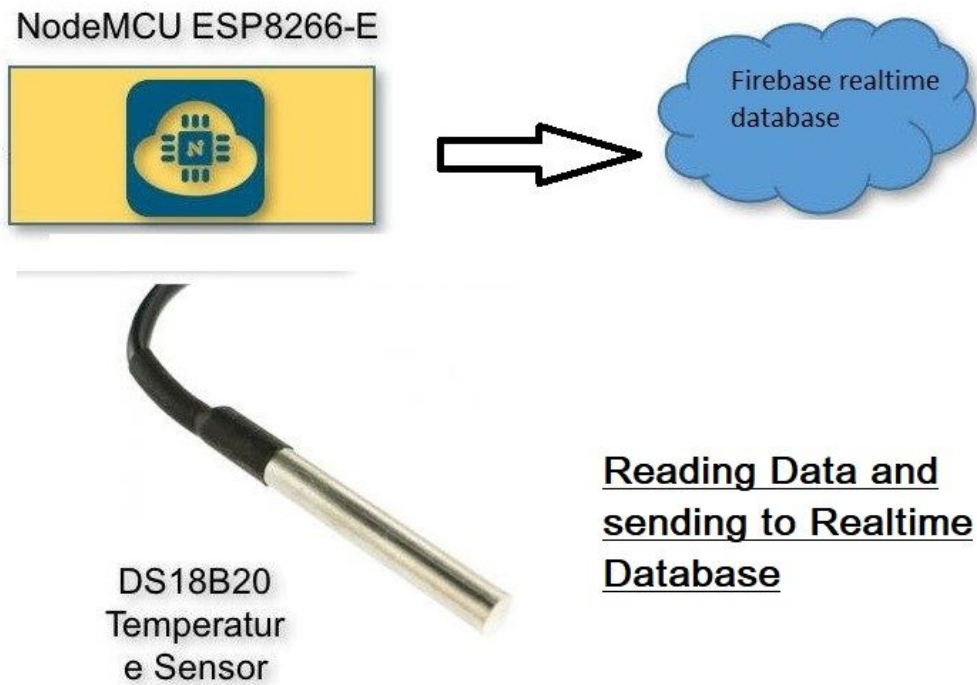 NodeMCU ESP8266-E
Firebase realtime
database
N
Reading Data and
sending to Realtime
Database
DS18B20
Temperatur
e Sensor